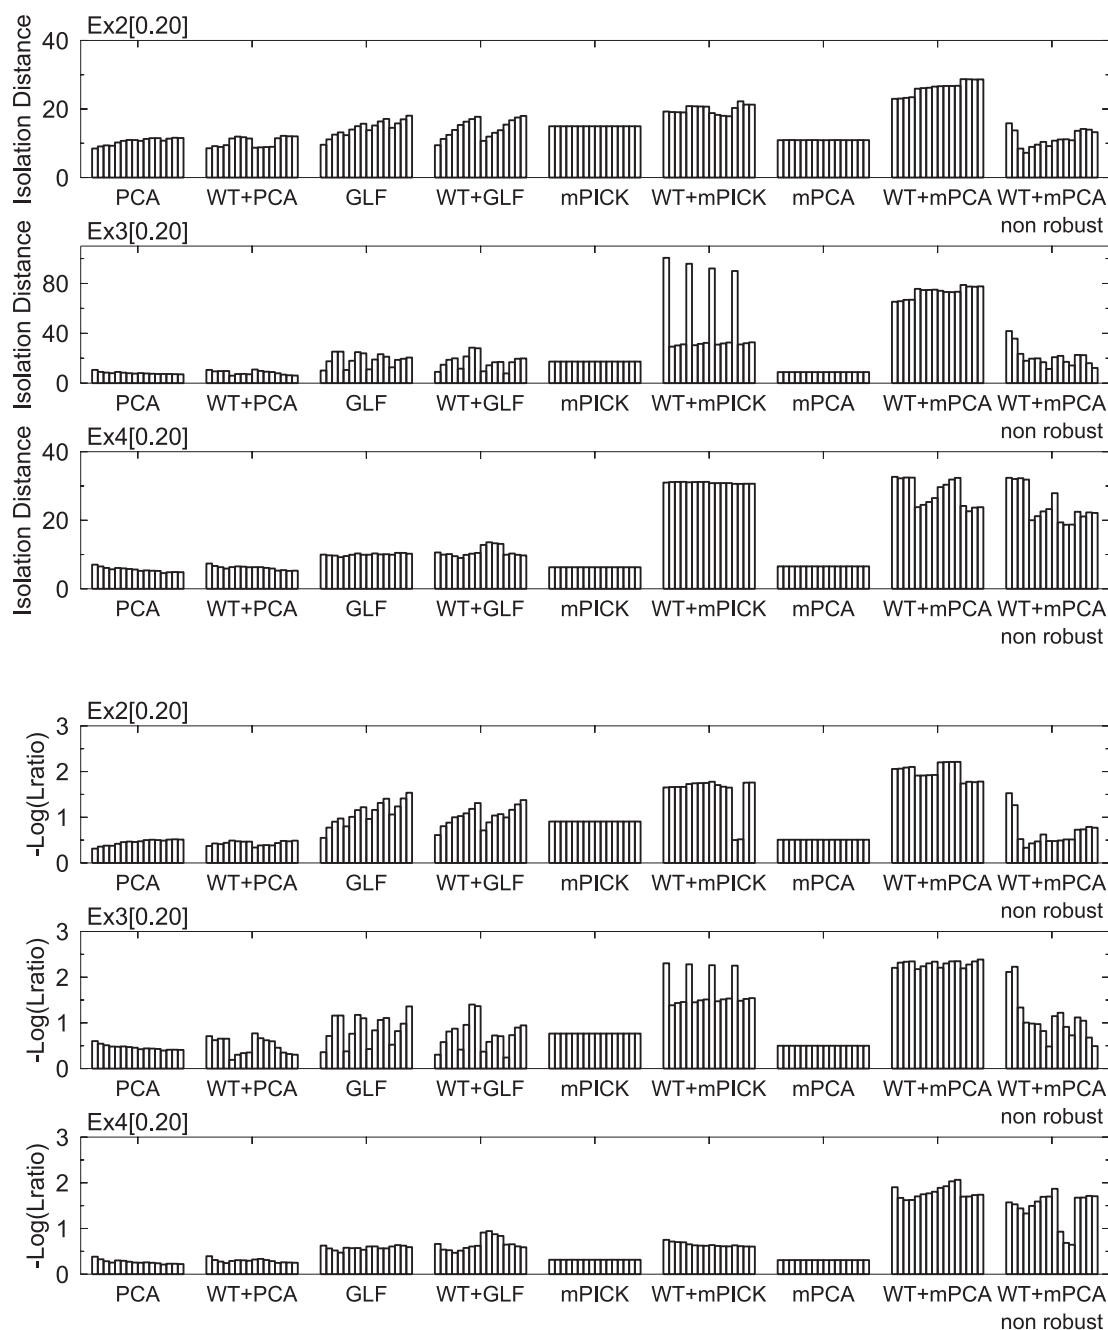 Ex2[0.20]
Isolation Distance
40
20
0
PCA WT+PCA GLF WT+GLF mPICK WT+mPICK mPCA WT+mPCA WT+mPCA
non robust
Ex3[0.20]
Isolation Distance
80
40
0
PCA WT+PCA GLF WT+GLF mPICK WT+mPICK mPCA WT+mPCA WT+mPCA
non robust
Ex4[0.20]
Isolation Distance
40
20
0
PCA WT+PCA GLF WT+GLF mPICK WT+mPICK mPCA WT+mPCA WT+mPCA
non robust
Ex2[0.20]
-Log(Lratio)
3
2
1
0
PCA WT+PCA GLF WT+GLF mPICK WT+mPICK mPCA WT+mPCA WT+mPCA
non robust
Ex3[0.20]
-Log(Lratio)
3
2
1
0
PCA WT+PCA GLF WT+GLF mPICK WT+mPICK mPCA WT+mPCA WT+mPCA
non robust
Ex4[0.20]
-Log(Lratio)
3
2
1
0
PCA WT+PCA GLF WT+GLF mPICK WT+mPICK mPCA WT+mPCA WT+mPCA
non robust